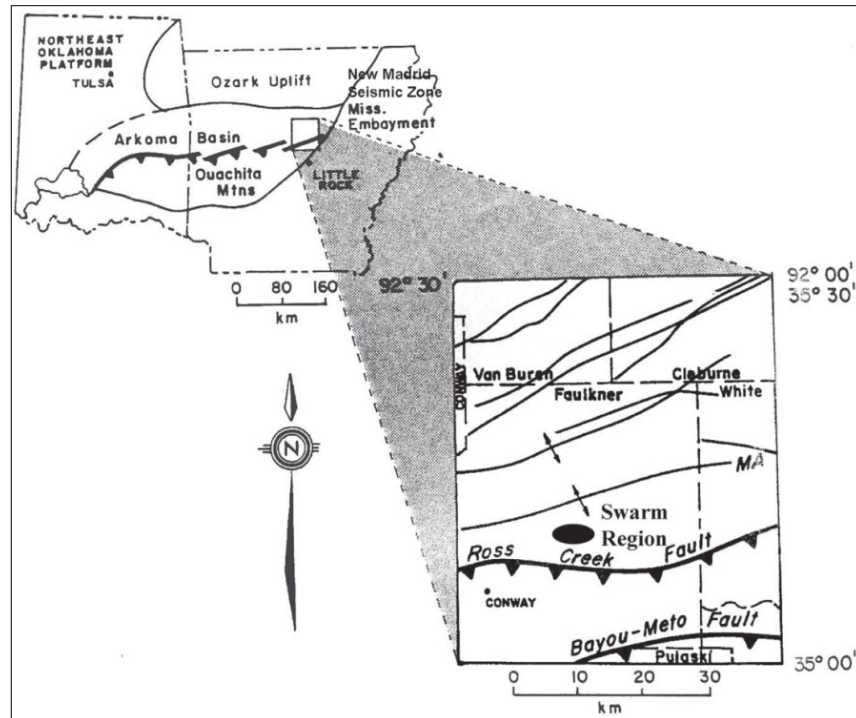 NORTHEAST
OKLAHOMA
PLATFORM
TULSA
Ozark Uplift
New Madrid
Seismic Zone
Miss.
Embayment
Arkoma Basin
Ouachita
Mtns
LITTLE
ROCK
0 80 160
km
92° 30'
92° 00'
35° 30'
CONWAY
Van Buren
Cleburne
Faulkner
White
MA
N
Swarm
Region
Ross Creek Fault
CONWAY
Bayou-Meto Fault
Pulaski
35° 00'
0 10 20 30
km